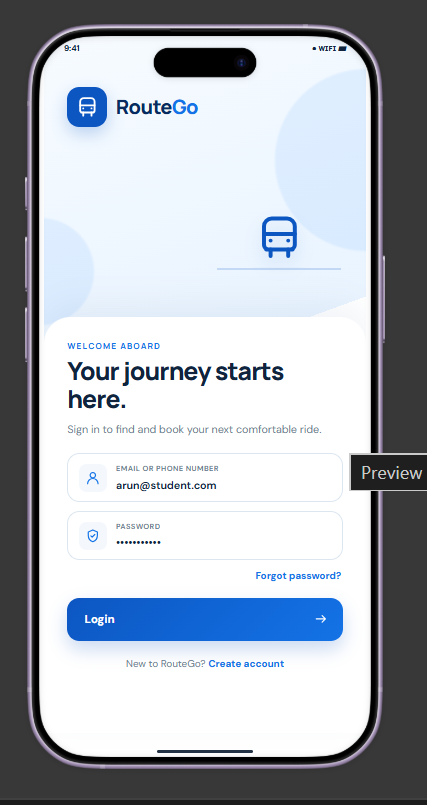 9:41
WIFI
RouteGo
WELCOME ABOARD
Your journey starts
here.
Sign in to find and book your next comfortable ride.
EMAIL OR PHONE NUMBER
arun@student.com
Preview
PASSWORD
•••••••••••
Forgot password?
Login →
New to RouteGo? Create account